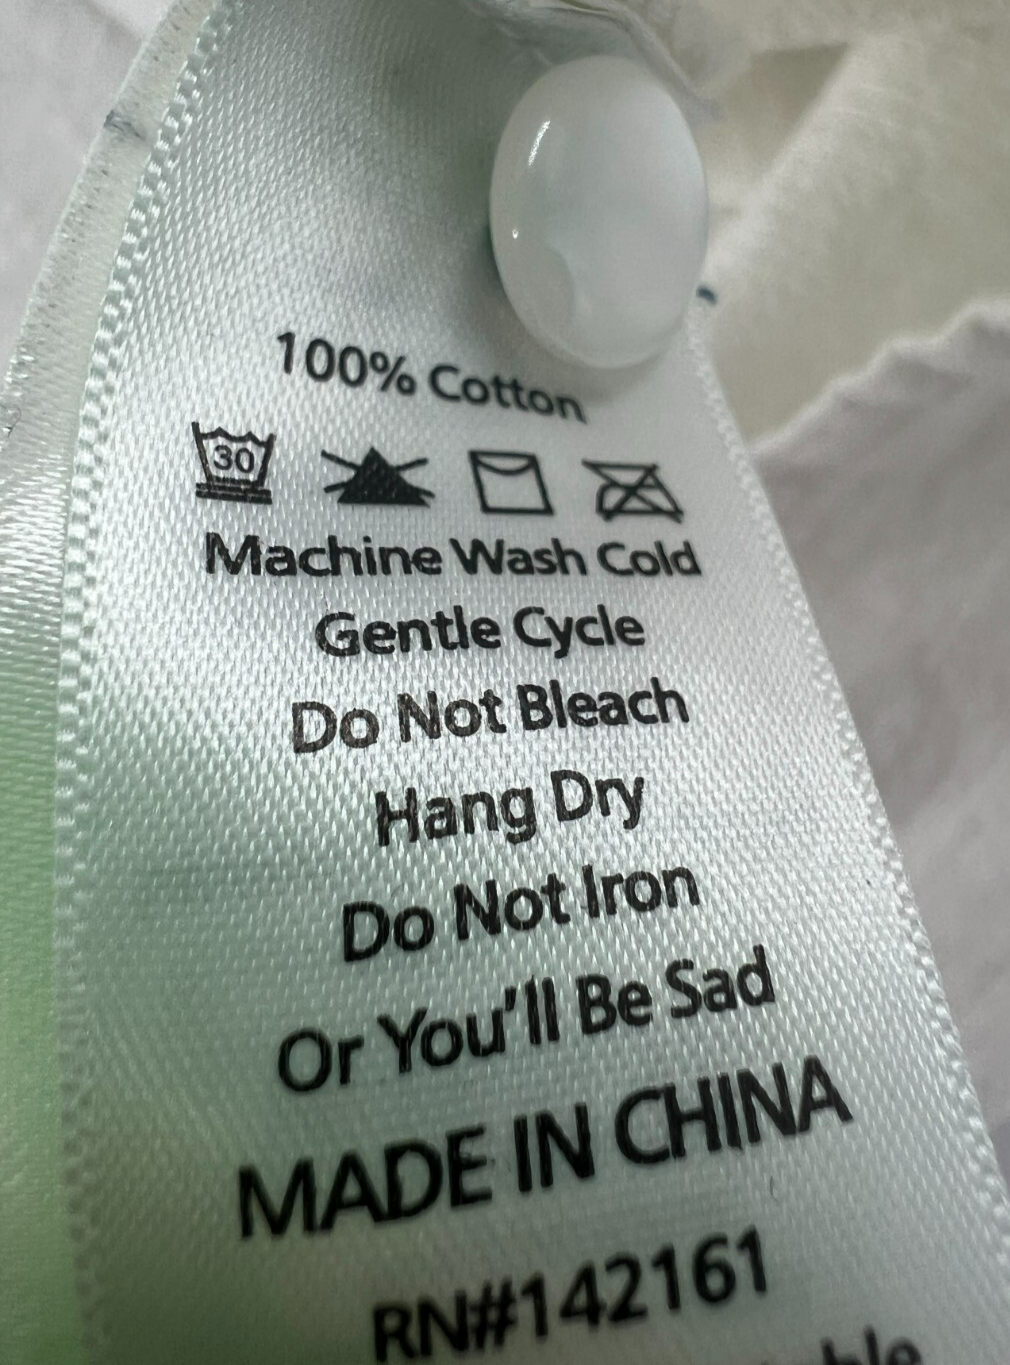 100% Cotton
30
Machine Wash Cold
Gentle Cycle
Do Not Bleach
Hang Dry
Do Not Iron
Or You'll Be Sad
MADE IN CHINA
RN#142161